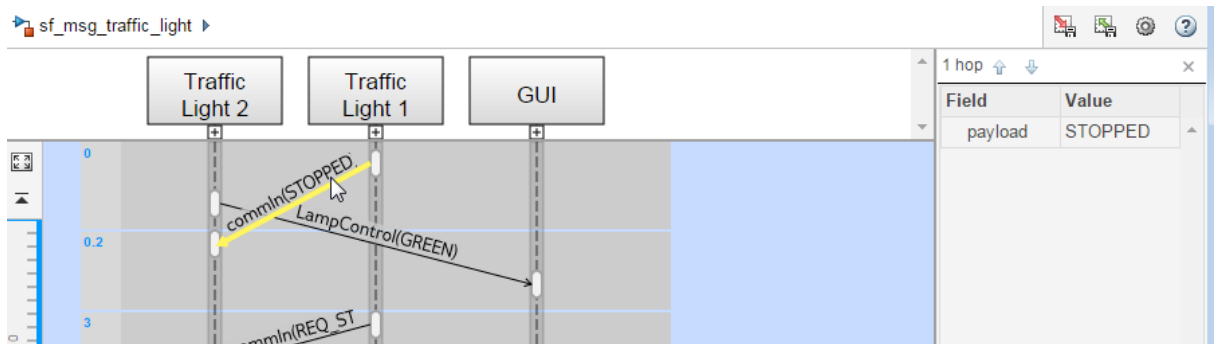 sf_msg_traffic_light
1 hop
Field Value
payload STOPPED
Traffic
Light 2
Traffic
Light 1
GUI
0
commIn(STOPPED.
LampControl(GREEN)
0.2
3
commIn(REQ_ST
0